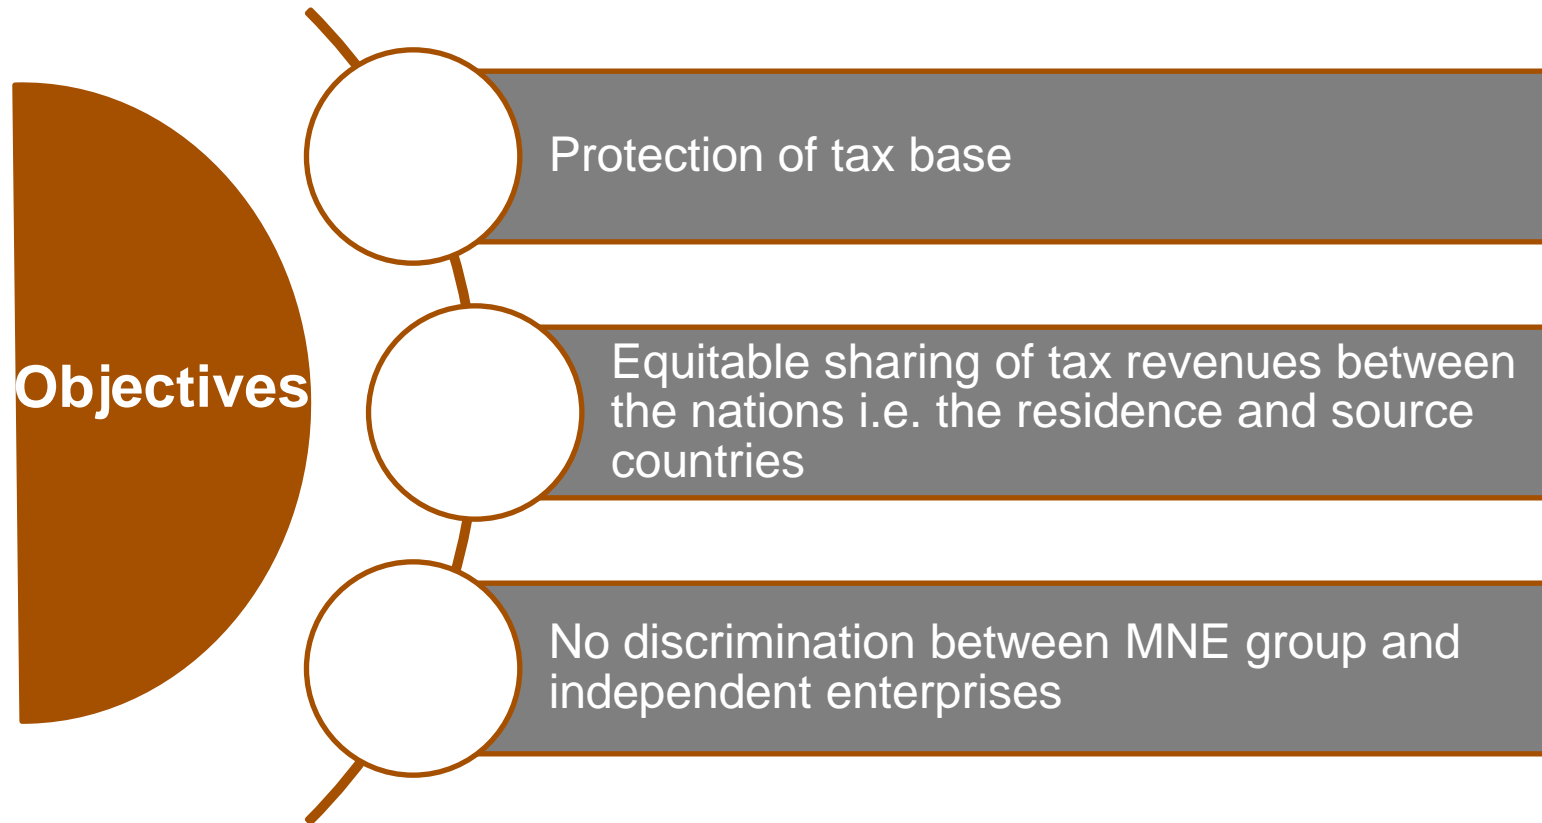 Objectives
Protection of tax base
Equitable sharing of tax revenues between
the nations i.e. the residence and source
countries
No discrimination between MNE group and
independent enterprises